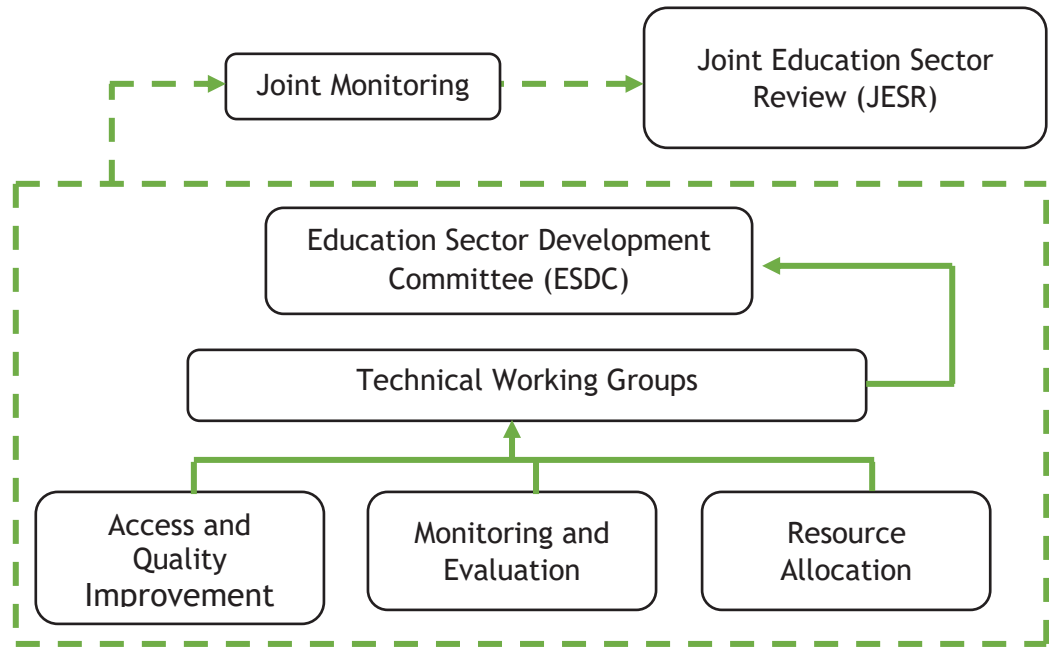 Joint Monitoring
Joint Education Sector
Review (JESR)
Education Sector Development
Committee (ESDC)
Technical Working Groups
Access and
Quality
Improvement
Monitoring and
Evaluation
Resource
Allocation